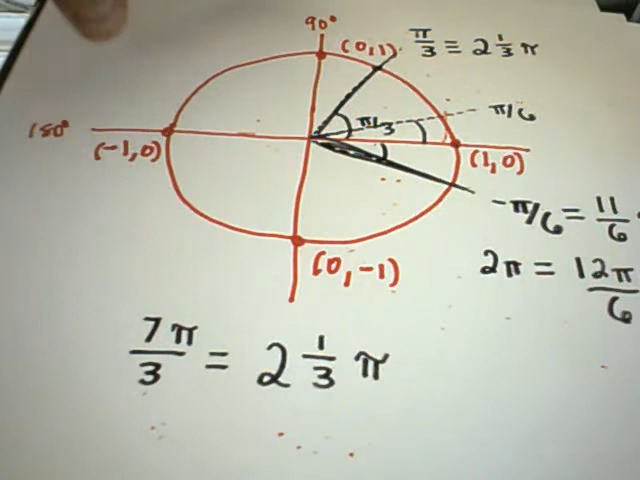 90°
(0,1)
π/3 ≡ 2 1/3 π
π/3
π/6
180°
(-1,0)
(1,0)
-π/6 = 11/6
2π = 12π/6
(0,-1)
7π/3 = 2 1/3 π